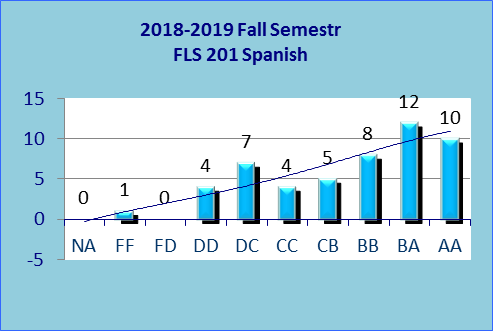 2018-2019 Fall Semestr
FLS 201 Spanish
15
10
5
0
-5
0 1 0 4 7 4 5 8 12 10
NA FF FD DD DC CC CB BB BA AA